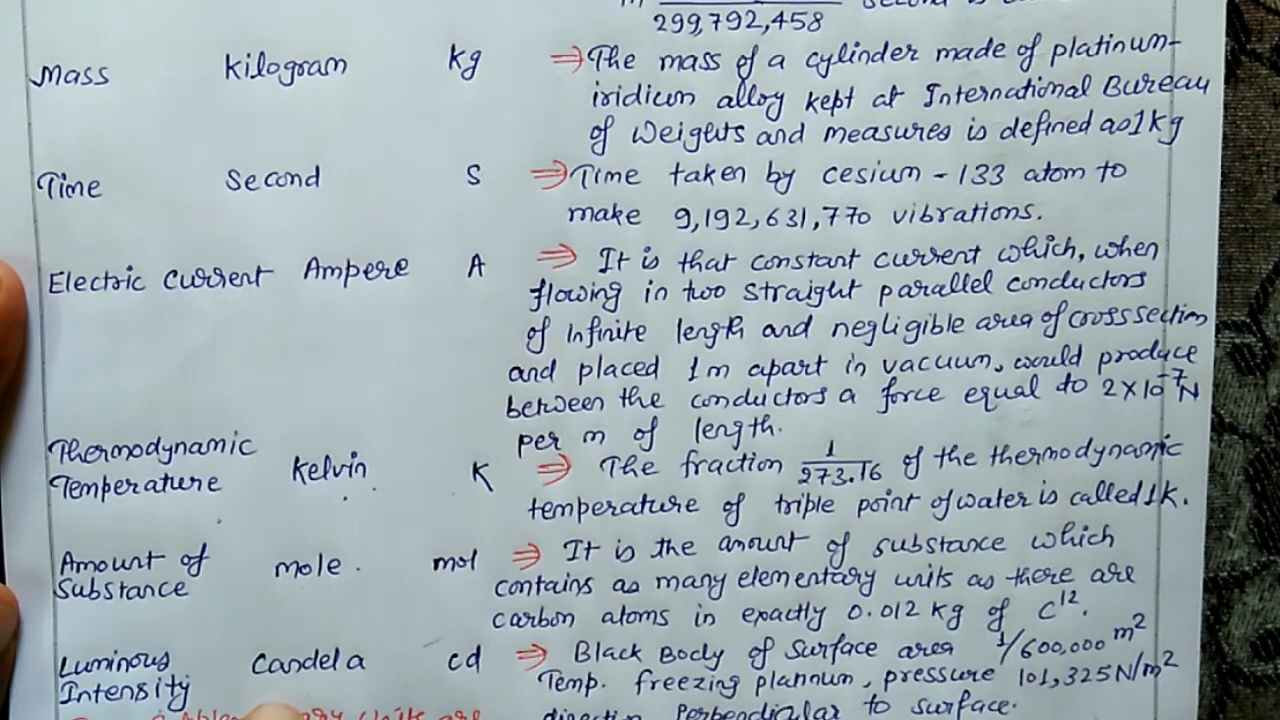 299,792,458
Mass kilogram kg ⇒ The mass of a cylinder made of platinum-
iridium alloy kept at International Bureau
of Weights and measures is defined as 1 kg
Time Second S ⇒ Time taken by cesium - 133 atom to
make 9,192,631,770 vibrations.
Electric Current Ampere A ⇒ It is that constant current which, when
flowing in two straight parallel conductors
of Infinite length and negligible area of cross section
and placed 1m apart in vacuum, would produce
between the conductors a force equal to 2×10⁻⁷N
per m of length.
Thermodynamic
Temperature Kelvin K ⇒ The fraction 1/273.16 of the thermodynamic
temperature of triple point of water is called 1k.
Amount of
Substance mole. mol ⇒ It is the amount of substance which
contains as many elementary units as there are
carbon atoms in exactly 0.012 kg of C¹².
Luminous
Intensity Candela cd ⇒ Black Body of Surface area 1/600,000 m²
Temp. freezing plannum, pressure 101,325N/m²
direction Perpendicular to surface.